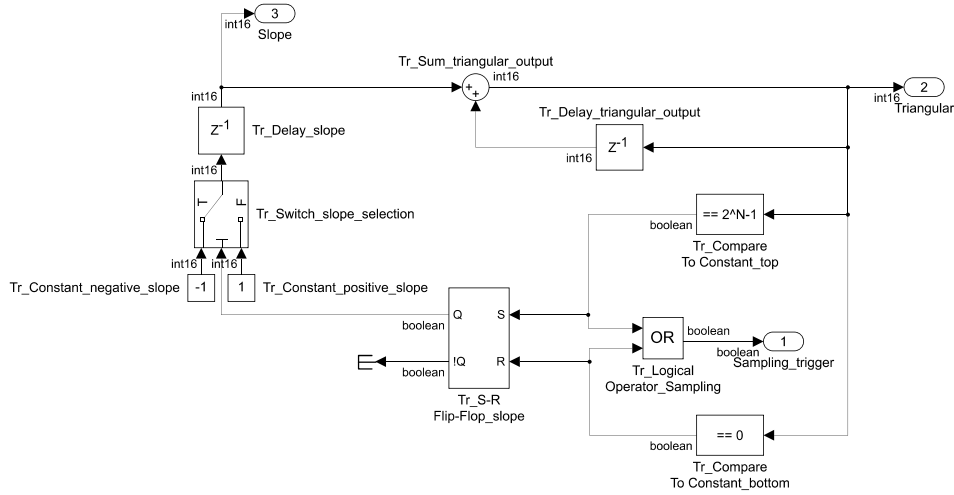 3
int16
Slope
Tr_Sum_triangular_output
int16
int16
+
+
2
int16
Triangular
Z-1
Tr_Delay_slope
Tr_Delay_triangular_output
Z-1
int16
int16
T
F
Tr_Switch_slope_selection
== 2^N-1
boolean
Tr_Compare
To Constant_top
int16
int16
Tr_Constant_negative_slope
-1
1
Tr_Constant_positive_slope
Q
S
boolean
!Q
R
boolean
Tr_S-R
Flip-Flop_slope
OR
boolean
boolean
1
Sampling_trigger
Tr_Logical
Operator_Sampling
== 0
boolean
Tr_Compare
To Constant_bottom